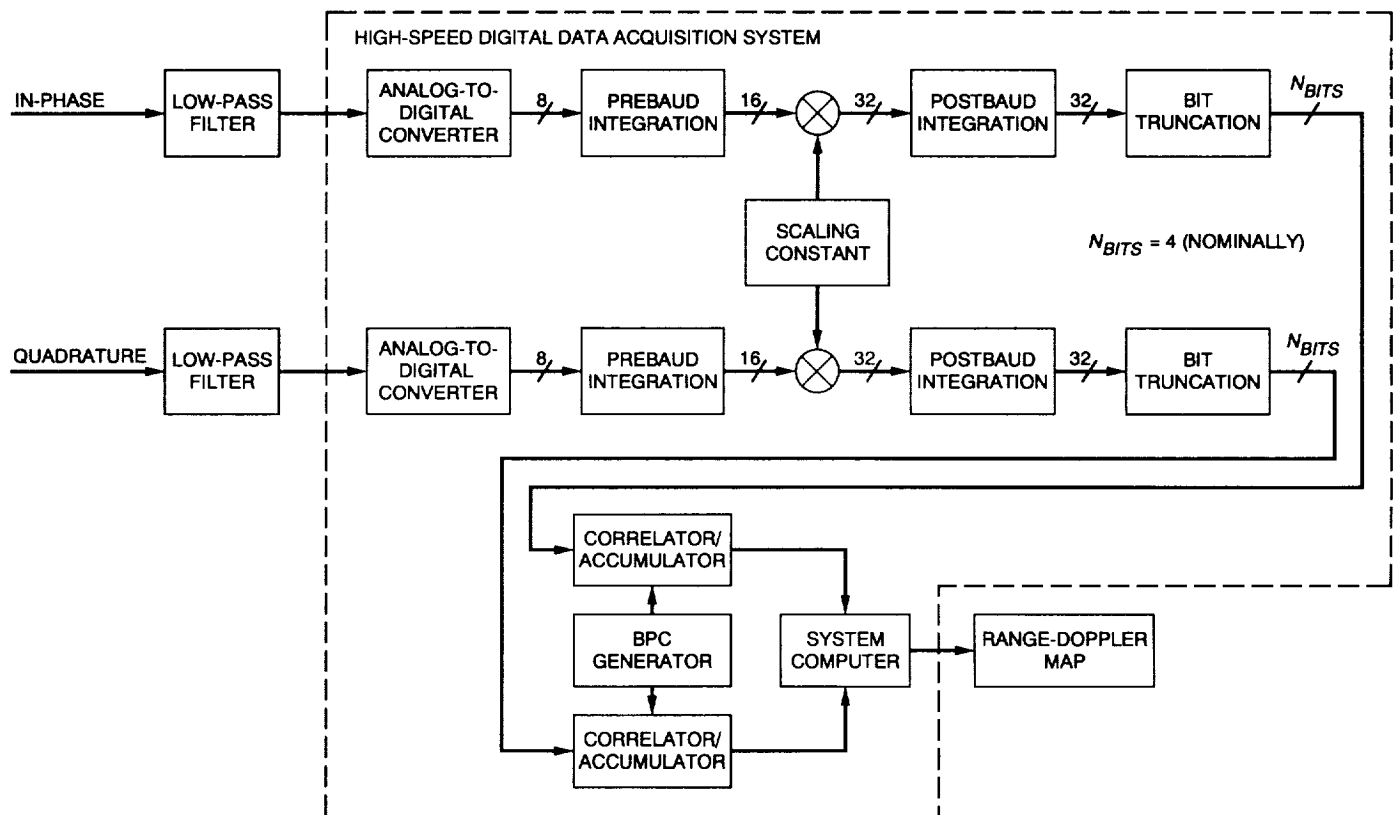 HIGH-SPEED DIGITAL DATA ACQUISITION SYSTEM
IN-PHASE
LOW-PASS
FILTER
ANALOG-TO-
DIGITAL
CONVERTER
8
PREBAUD
INTEGRATION
16
32
POSTBAUD
INTEGRATION
32
BIT
TRUNCATION
N_BITS
SCALING
CONSTANT
N_BITS = 4 (NOMINALLY)
QUADRATURE
LOW-PASS
FILTER
ANALOG-TO-
DIGITAL
CONVERTER
8
PREBAUD
INTEGRATION
16
32
POSTBAUD
INTEGRATION
32
BIT
TRUNCATION
N_BITS
CORRELATOR/
ACCUMULATOR
BPC
GENERATOR
SYSTEM
COMPUTER
RANGE-DOPPLER
MAP
CORRELATOR/
ACCUMULATOR